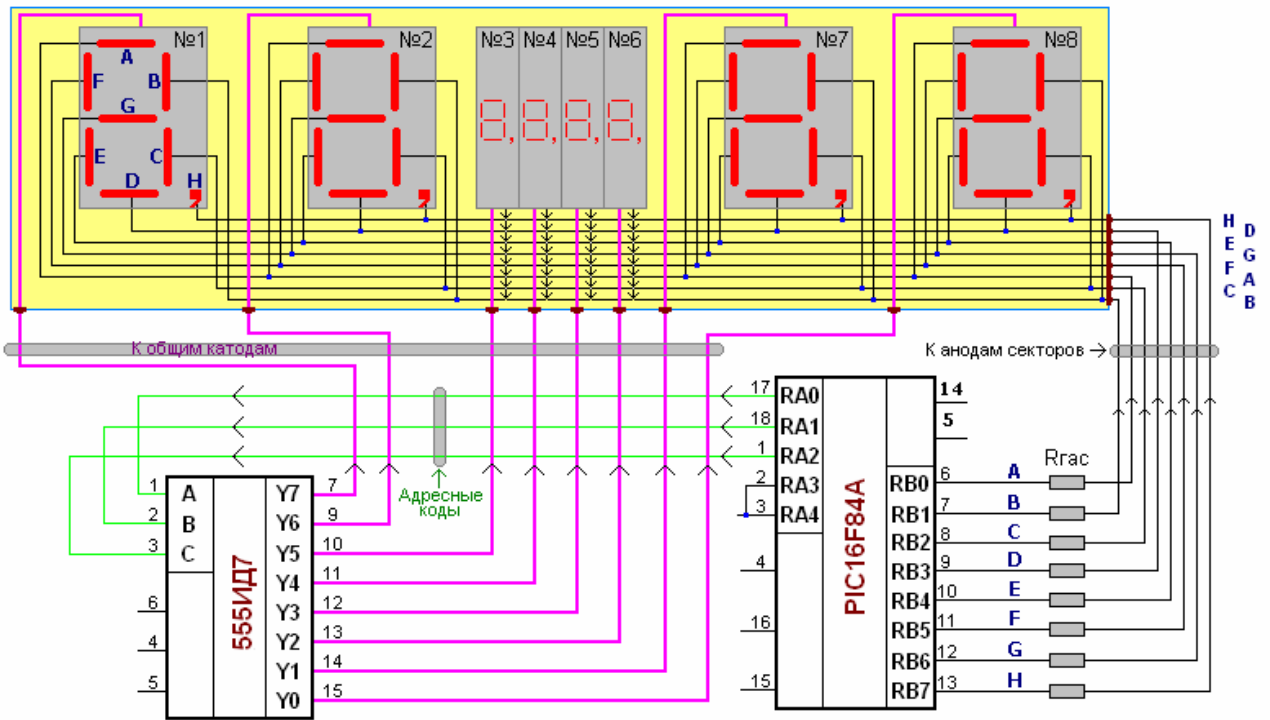 №1 №2 №3 №4 №5 №6 №7 №8
A
F B
G
E C
D H
H D
E G
F A
C B
К общим катодам
К анодам секторов
Адресные коды
1 A
2 B
3 C
6
4
5
555ИД7
Y7 7
Y6 9
Y5 10
Y4 11
Y3 12
Y2 13
Y1 14
Y0 15
17 RA0
18 RA1
1 RA2
2 RA3
3 RA4
4
16
15
PIC16F84A
14
5
Rгас
RB0 6 A
RB1 7 B
RB2 8 C
RB3 9 D
RB4 10 E
RB5 11 F
RB6 12 G
RB7 13 H